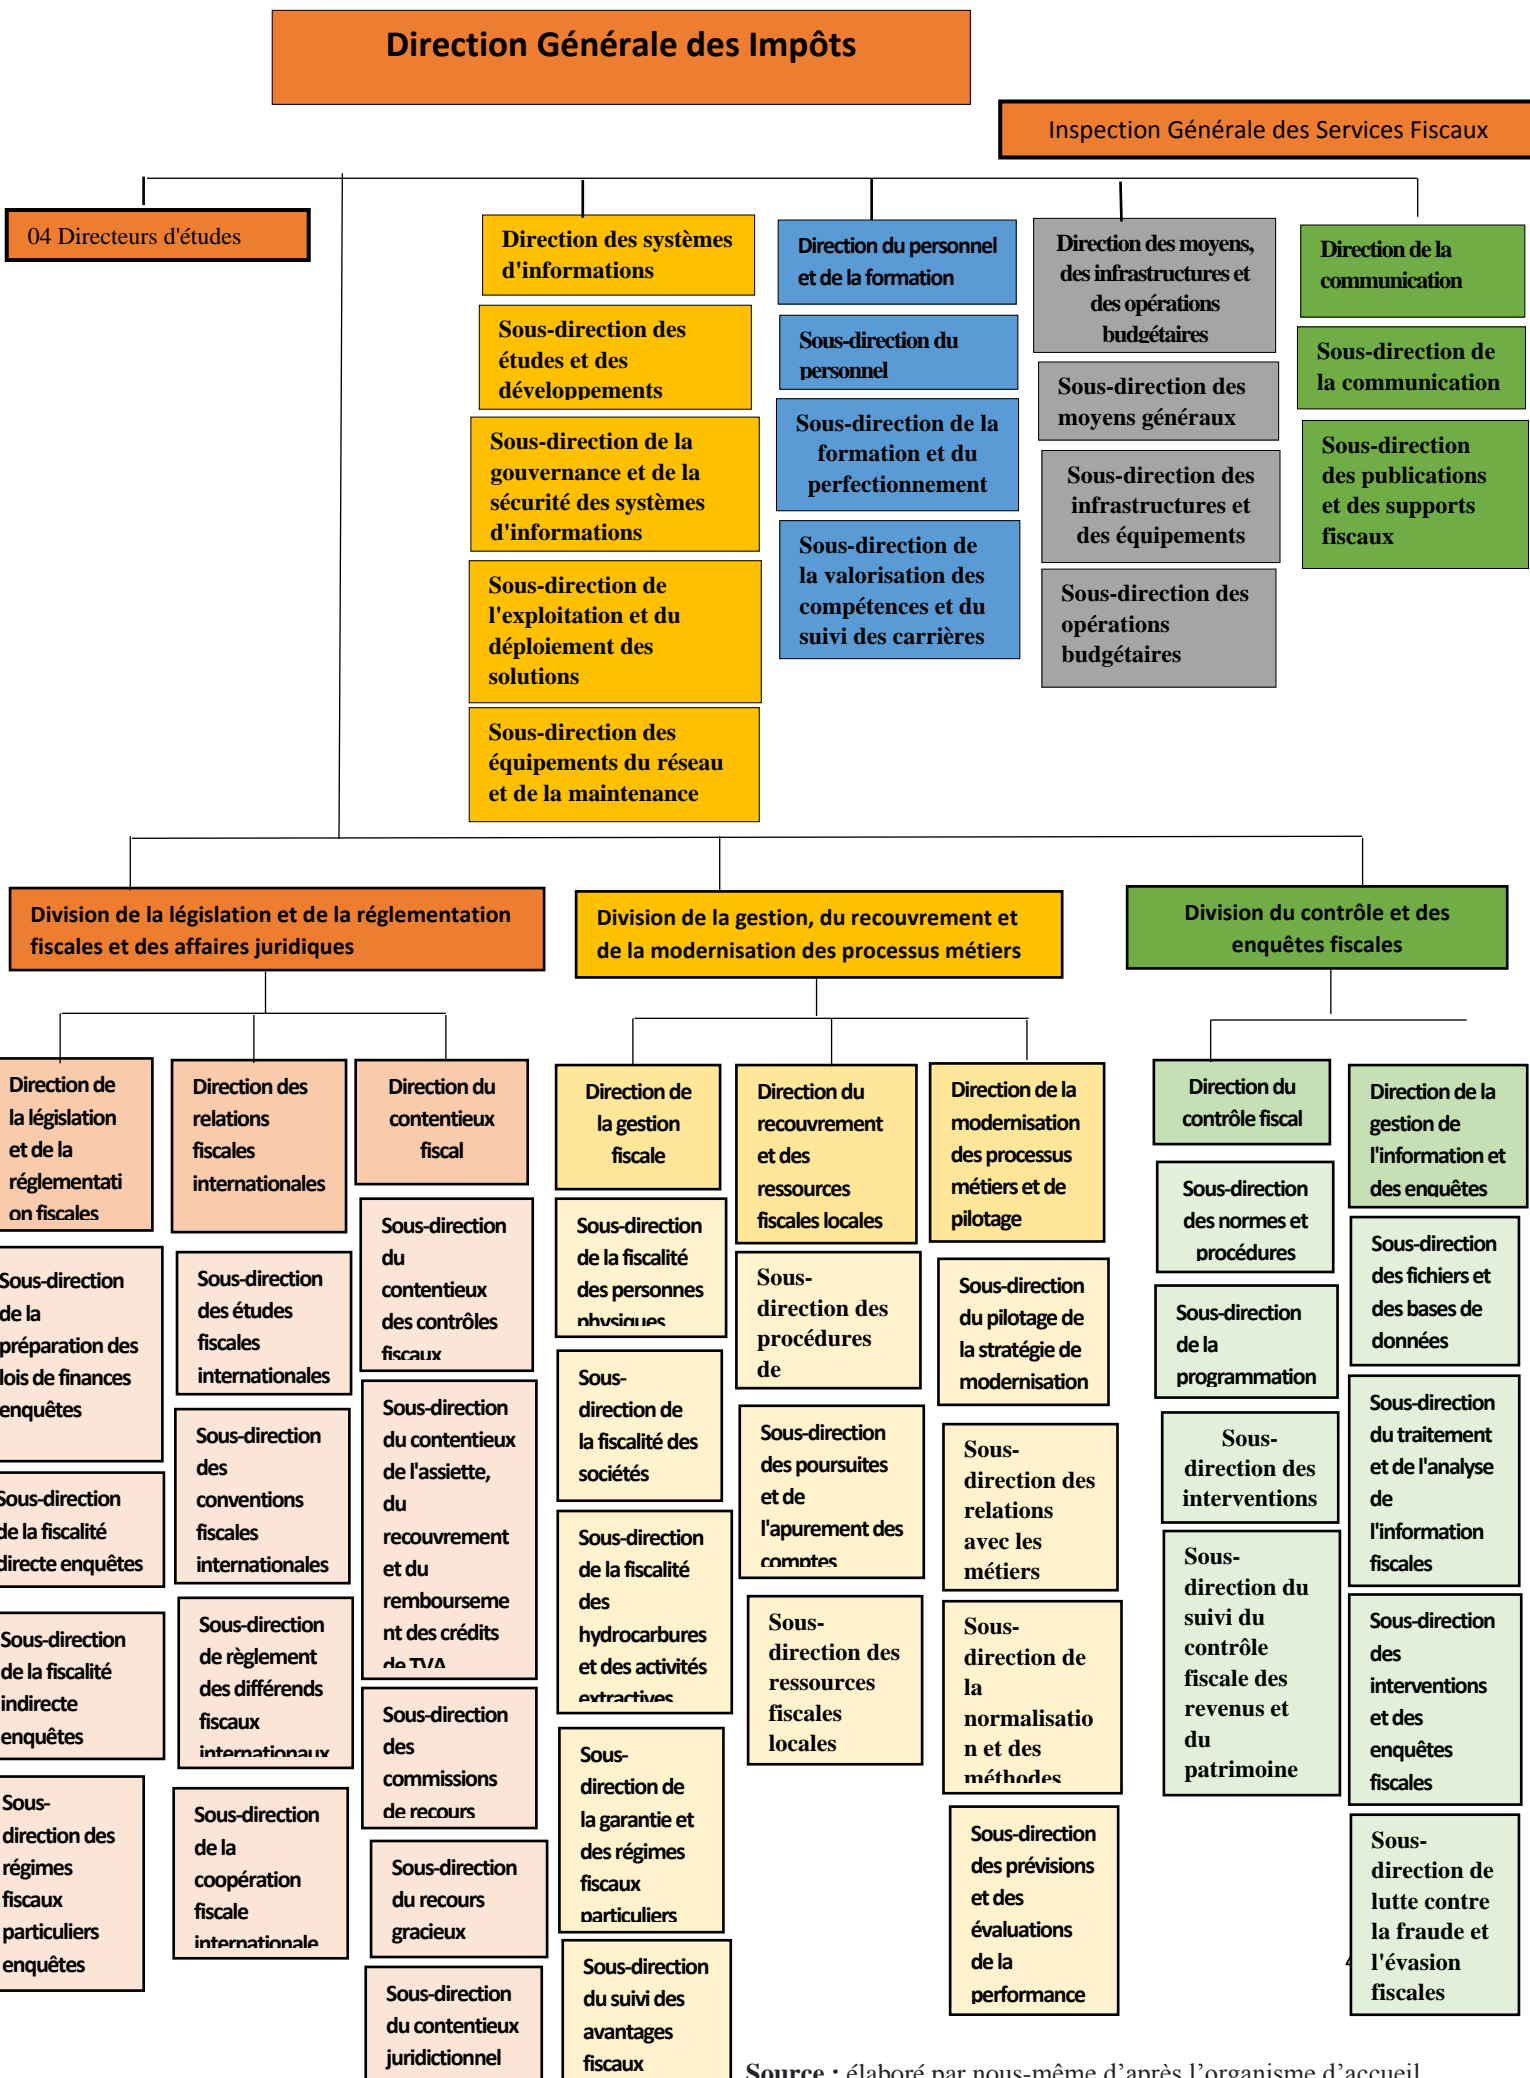 Direction Générale des Impôts
Inspection Générale des Services Fiscaux
04 Directeurs d'études
Direction des systèmes
d'informations
Sous-direction des
études et des
développements
Sous-direction de la
gouvernance et de la
sécurité des systèmes
d'informations
Sous-direction de
l'exploitation et du
déploiement des
solutions
Sous-direction des
équipements du réseau
et de la maintenance
Direction du personnel
et de la formation
Sous-direction du
personnel
Sous-direction de la
formation et du
perfectionnement
Sous-direction de
la valorisation des
compétences et du
suivi des carrières
Direction des moyens,
des infrastructures et
des opérations
budgétaires
Sous-direction des
moyens généraux
Sous-direction des
infrastructures et
des équipements
Sous-direction des
opérations
budgétaires
Direction de la
communication
Sous-direction de
la communication
Sous-direction
des publications
et des supports
fiscaux
Division de la législation et de la réglementation
fiscales et des affaires juridiques
Division de la gestion, du recouvrement et
de la modernisation des processus métiers
Division du contrôle et des
enquêtes fiscales
Direction de
la législation
et de la
réglementati
on fiscales
Sous-direction
de la
préparation des
lois de finances
enquêtes
Sous-direction
de la fiscalité
directe enquêtes
Sous-direction
de la fiscalité
indirecte
enquêtes
Sous-
direction des
régimes
fiscaux
particuliers
enquêtes
Direction des
relations
fiscales
internationales
Sous-direction
des études
fiscales
internationales
Sous-direction
des
conventions
fiscales
internationales
Sous-direction
de règlement
des différends
fiscaux
internationaux
Sous-direction
de la
coopération
fiscale
internationale
Direction du
contentieux
fiscal
Sous-direction
du
contentieux
des contrôles
fiscaux
Sous-direction
du contentieux
de l'assiette,
du
recouvrement
et du
rembourseme
nt des crédits
de TVA
Sous-direction
des
commissions
de recours
Sous-direction
du recours
gracieux
Sous-direction
du contentieux
juridictionnel
Direction de
la gestion
fiscale
Sous-direction
de la fiscalité
des personnes
physiques
Sous-
direction de
la fiscalité des
sociétés
Sous-direction
de la fiscalité
des
hydrocarbures
et des activités
extractives
Sous-
direction de
la garantie et
des régimes
fiscaux
particuliers
Sous-direction
du suivi des
avantages
fiscaux
Direction du
recouvrement
et des
ressources
fiscales locales
Sous-
direction des
procédures
de
Sous-direction
des poursuites
et de
l'apurement des
comptes
Sous-
direction des
ressources
fiscales
locales
Direction de la
modernisation
des processus
métiers et de
pilotage
Sous-direction
du pilotage de
la stratégie de
modernisation
Sous-
direction des
relations
avec les
métiers
Sous-
direction de
la
normalisatio
n et des
méthodes
Sous-direction
des prévisions
et des
évaluations
de la
performance
Direction du
contrôle fiscal
Sous-direction
des normes et
procédures
Sous-direction
de la
programmation
Sous-
direction des
interventions
Sous-
direction du
suivi du
contrôle
fiscale des
revenus et
du
patrimoine
Direction de la
gestion de
l'information et
des enquêtes
Sous-direction
des fichiers et
des bases de
données
Sous-direction
du traitement
et de l'analyse
de
l'information
fiscales
Sous-direction
des
interventions
et des
enquêtes
fiscales
Sous-
direction de
lutte contre
la fraude et
l'évasion
fiscales
Source : élaboré par nous-même d'après l'organisme d'accueil